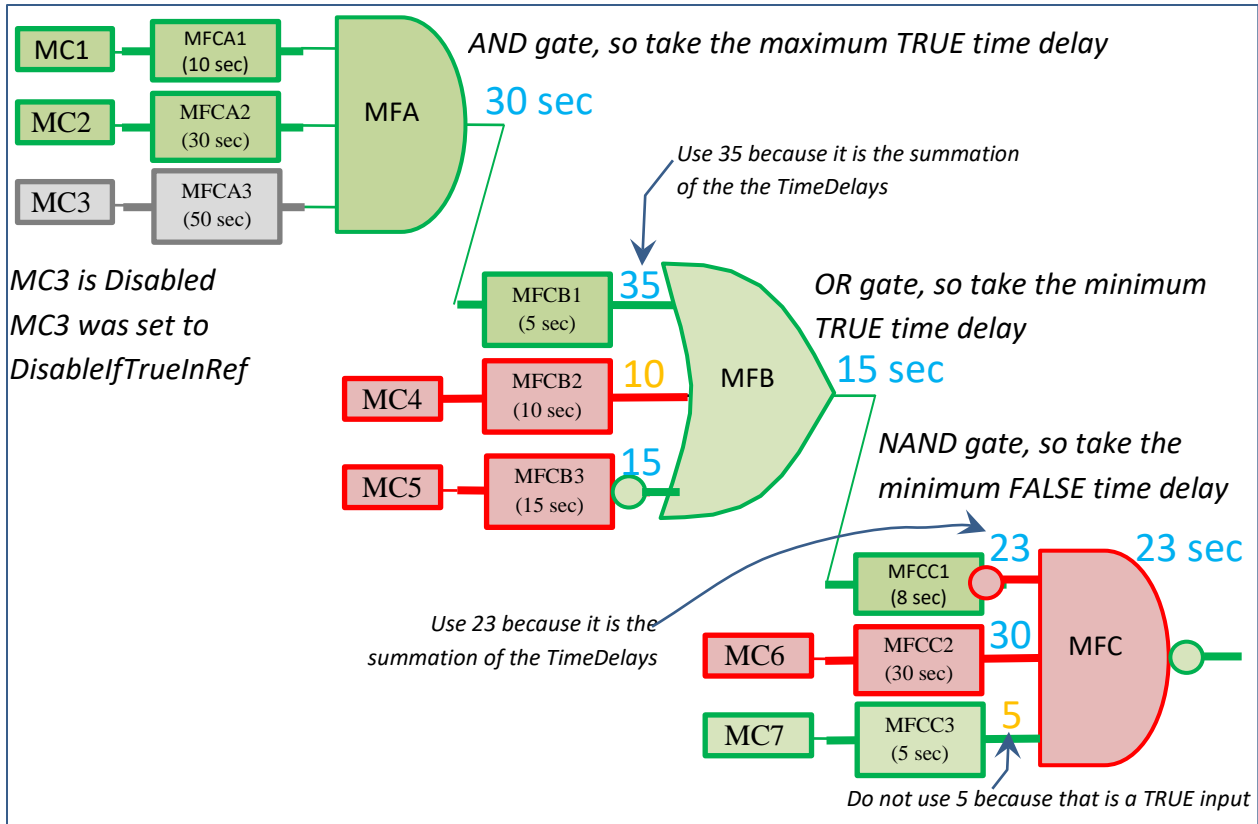 MC1
MFCA1
(10 sec)
AND gate, so take the maximum TRUE time delay
MC2
MFCA2
(30 sec)
MFA
30 sec
MC3
MFCA3
(50 sec)
Use 35 because it is the summation
of the the TimeDelays
MC3 is Disabled
MC3 was set to
DisableIfTrueInRef
MFCB1
(5 sec)
35
OR gate, so take the minimum
TRUE time delay
MC4
MFCB2
(10 sec)
10
MFB
15 sec
MC5
MFCB3
(15 sec)
15
NAND gate, so take the
minimum FALSE time delay
MFCC1
(8 sec)
23
23 sec
Use 23 because it is the
summation of the TimeDelays
MC6
MFCC2
(30 sec)
30
MFC
MC7
MFCC3
(5 sec)
5
Do not use 5 because that is a TRUE input